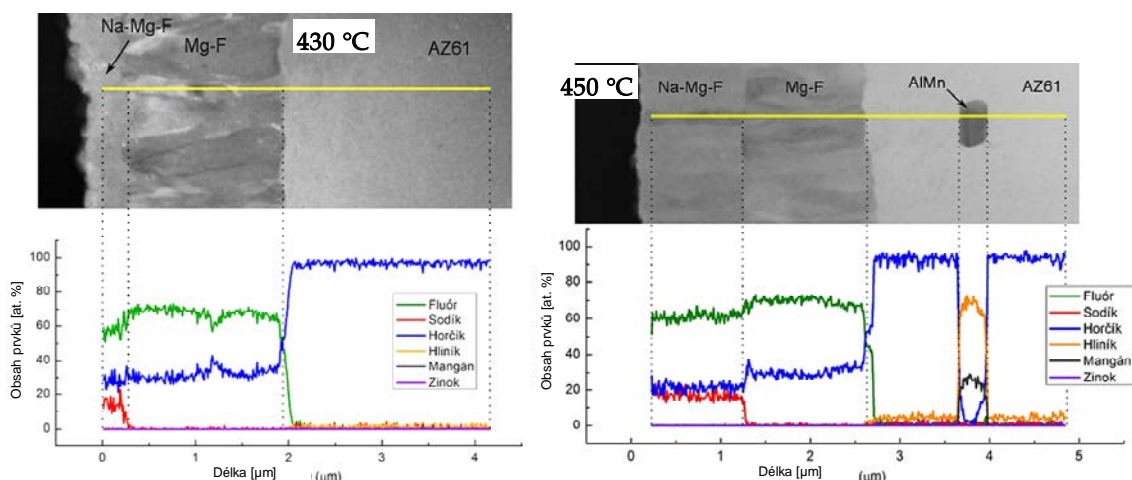 Na-Mg-F
Mg-F
430 °C
AZ61
100
80
60
40
20
0
Obsah prvků [at. %]
Fluór
Sodík
Horčík
Hliník
Mangán
Zinok
0
1
2
3
4
Délka [µm]
(µm)
450 °C
Na-Mg-F
Mg-F
AlMn
AZ61
100
80
60
40
20
0
Obsah prvků [at. %]
Fluór
Sodík
Horčík
Hliník
Mangán
Zinok
0
1
2
3
4
5
Délka [µm]
(µm)